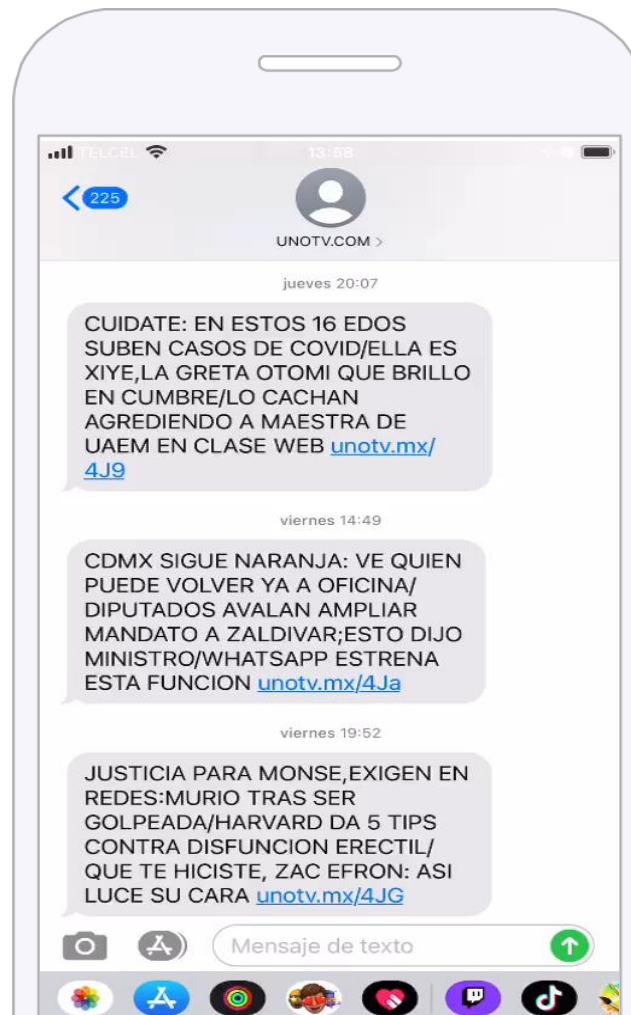 TELCEL 13:58
225
UNOTV.COM >
jueves 20:07
CUIDATE: EN ESTOS 16 EDOS
SUBEN CASOS DE COVID/ELLA ES
XIYE,LA GRETA OTOMI QUE BRILLO
EN CUMBRE/LO CACHAN
AGREDIENDO A MAESTRA DE
UAEM EN CLASE WEB unotv.mx/
4J9
viernes 14:49
CDMX SIGUE NARANJA: VE QUIEN
PUEDE VOLVER YA A OFICINA/
DIPUTADOS AVALAN AMPLIAR
MANDATO A ZALDIVAR;ESTO DIJO
MINISTRO/WHATSAPP ESTRENA
ESTA FUNCION unotv.mx/4Ja
viernes 19:52
JUSTICIA PARA MONSE,EXIGEN EN
REDES:MURIO TRAS SER
GOLPEADA/HARVARD DA 5 TIPS
CONTRA DISFUNCION ERECTIL/
QUE TE HICISTE, ZAC EFRON: ASI
LUCE SU CARA unotv.mx/4JG
Mensaje de texto